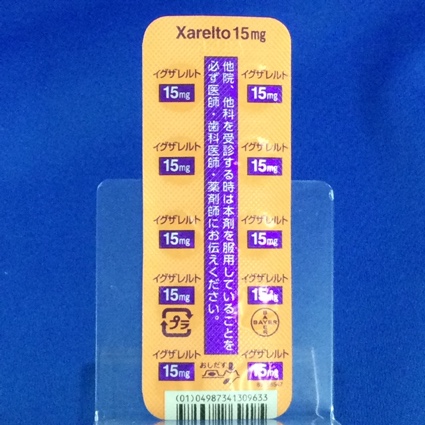 Xarelto 15mg
イグザレルト
15mg
イグザレルト
15mg
イグザレルト
15mg
イグザレルト
15mg
イグザレルト
15mg
イグザレルト
15mg
イグザレルト
15mg
イグザレルト
15mg
他院、他科を受診する時は本剤を服用していることを
必ず医師・歯科医師・薬剤師にお伝えください。
プラ
BAYER
イグザレルト
15mg
おしだす
イグザレルト
15mg
(01)04987341309633